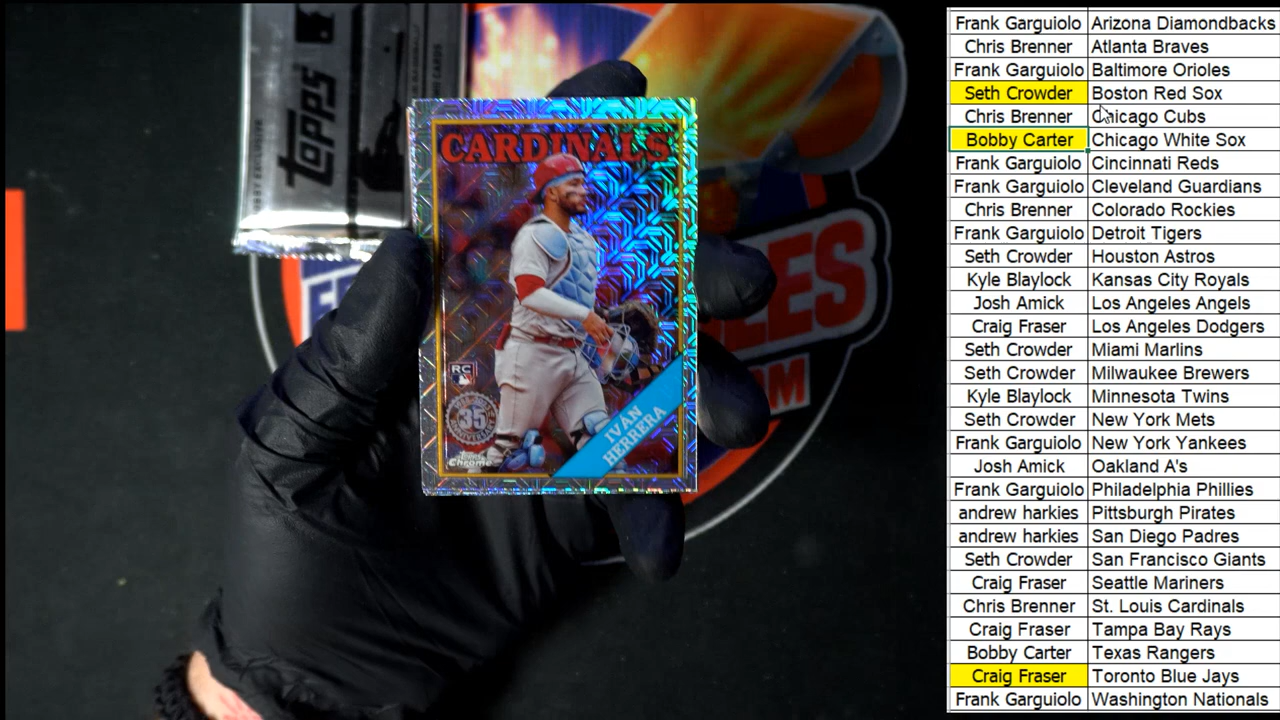 TOPPS
CARDINALS
RC
35
Topps
Chrome
IVAN
HERRERA
Frank Garguiolo Arizona Diamondbacks
Chris Brenner Atlanta Braves
Frank Garguiolo Baltimore Orioles
Seth Crowder Boston Red Sox
Chris Brenner Chicago Cubs
Bobby Carter Chicago White Sox
Frank Garguiolo Cincinnati Reds
Frank Garguiolo Cleveland Guardians
Chris Brenner Colorado Rockies
Frank Garguiolo Detroit Tigers
Seth Crowder Houston Astros
Kyle Blaylock Kansas City Royals
Josh Amick Los Angeles Angels
Craig Fraser Los Angeles Dodgers
Seth Crowder Miami Marlins
Seth Crowder Milwaukee Brewers
Kyle Blaylock Minnesota Twins
Seth Crowder New York Mets
Frank Garguiolo New York Yankees
Josh Amick Oakland A's
Frank Garguiolo Philadelphia Phillies
andrew harkies Pittsburgh Pirates
andrew harkies San Diego Padres
Seth Crowder San Francisco Giants
Craig Fraser Seattle Mariners
Chris Brenner St. Louis Cardinals
Craig Fraser Tampa Bay Rays
Bobby Carter Texas Rangers
Craig Fraser Toronto Blue Jays
Frank Garguiolo Washington Nationals